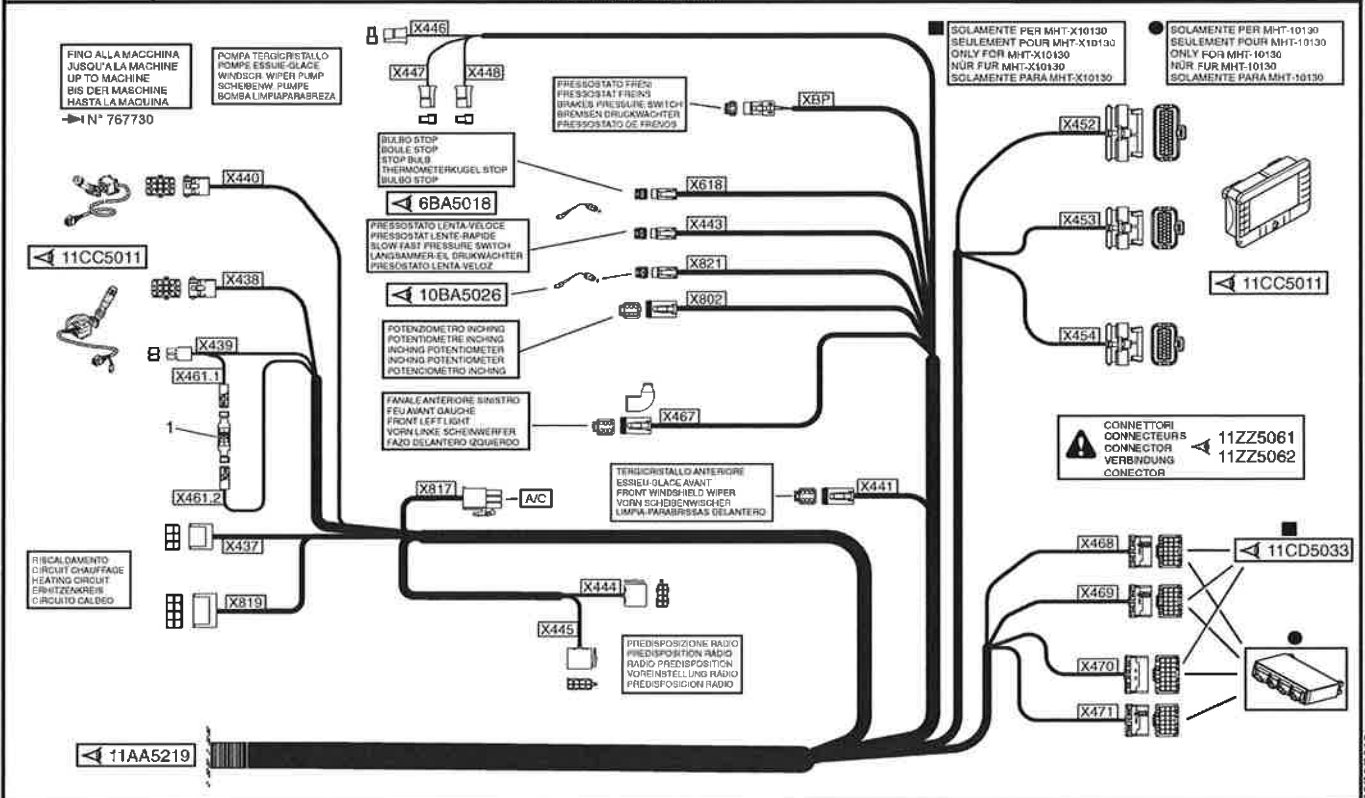 FINO ALLA MACCHINA
JUSQU'A LA MACHINE
UP TO MACHINE
BIS DER MASCHINE
HASTA LA MAQUINA
N° 767730
POMPA TERGICRISTALLO
POMPE ESSUIE-GLACE
WINDSCR. WIPER PUMP
SCHEIBENW. PUMPE
BOMBA LIMPIAPARABREZA
X446
X447
X448
SOLAMENTE PER MHT-X10130
SEULEMENT POUR MHT-X10130
ONLY FOR MHT-X10130
NÜR FUR MHT-X10130
SOLAMENTE PARA MHT-X10130
SOLAMENTE PER MHT-10130
SEULEMENT POUR MHT-10130
ONLY FOR MHT-10130
NÜR FUR MHT-10130
SOLAMENTE PARA MHT-10130
PRESSOSTATO FRENI
PRESSOSTAT FREINS
BRAKES PRESSURE SWITCH
BREMSEN DRUCKWACHTER
PRESSOSTATO DE FRENOS
XBP
X452
BULBO STOP
BOULE STOP
STOP BULB
THERMOMETERKUGEL STOP
BULBO STOP
X440
X618
6BA5018
X453
PRESSOSTATO LENTA-VELOCE
PRESSOSTAT LENTE-RAPIDE
SLOW-FAST PRESSURE SWITCH
LANGSAMMER-EIL DRUKWACHTER
PRESOSTATO LENTA-VELOZ
X443
11CC5011
X438
X821
10BA5026
11CC5011
X802
POTENZIOMETRO INCHING
POTENTIOMETRE INCHING
INCHING POTENTIOMETER
INCHING POTENTIOMETER
POTENCIOMETRO INCHING
X454
X439
X461.1
1
X461.2
FANALE ANTERIORE SINISTRO
FEU AVANT GAUCHE
FRONT LEFT LIGHT
VORN LINKE SCHEINWERFER
FAZO DELANTERO IZQUIERDO
X467
CONNETTORI
CONNECTEURS
CONNECTOR
VERBINDUNG
CONECTOR
11ZZ5061
11ZZ5062
TERGICRISTALLO ANTERIORE
ESSIEU-GLACE AVANT
FRONT WINDSHIELD WIPER
VORN SCHEIBENWISCHER
LIMPIA-PARABRISSAS DELANTERO
X441
X817
A/C
X437
X468
11CD5033
RISCALDAMENTO
CIRCUIT CHAUFFAGE
HEATING CIRCUIT
ERHITZENKREIS
CIRCUITO CALDEO
X819
X444
X469
X445
PREDISPOSIZIONE RADIO
PREDISPOSITION RADIO
RADIO PREDISPOSITION
VOREINSTELLUNG RADIO
PREDISPOSICION RADIO
X470
X471
11AA5219